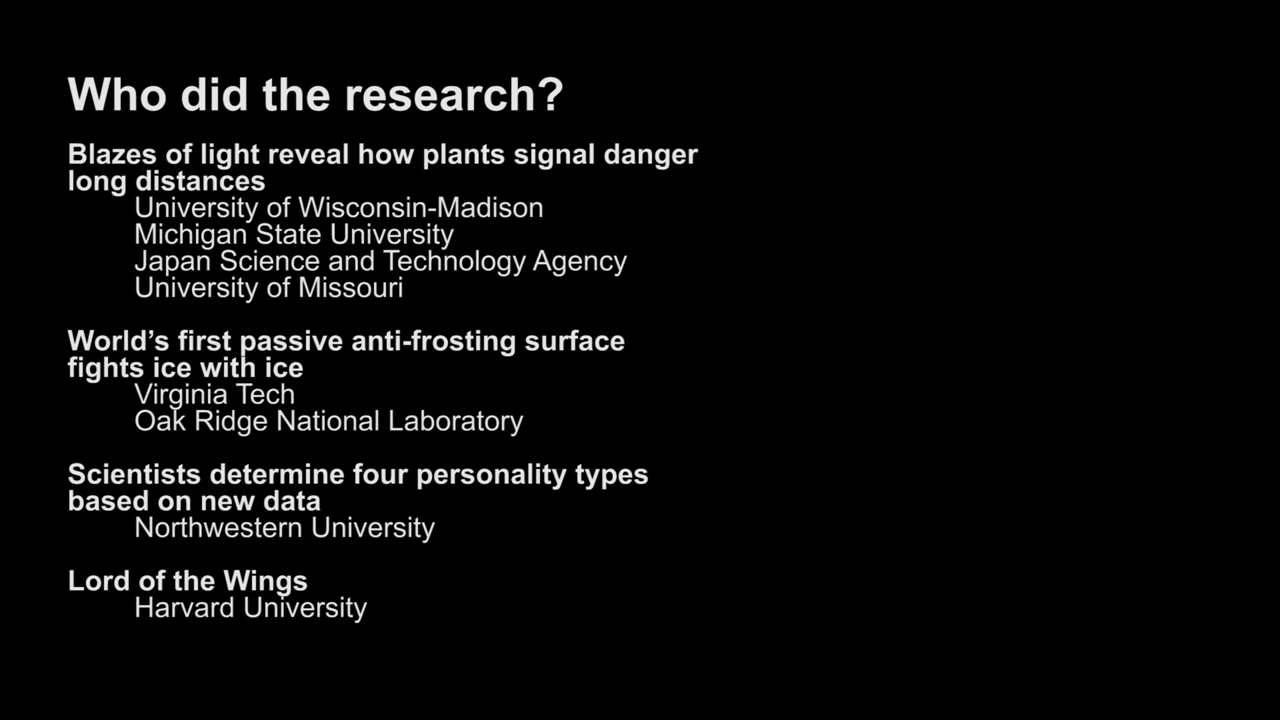 Who did the research?
Blazes of light reveal how plants signal danger
long distances
University of Wisconsin-Madison
Michigan State University
Japan Science and Technology Agency
University of Missouri
World’s first passive anti-frosting surface
fights ice with ice
Virginia Tech
Oak Ridge National Laboratory
Scientists determine four personality types
based on new data
Northwestern University
Lord of the Wings
Harvard University